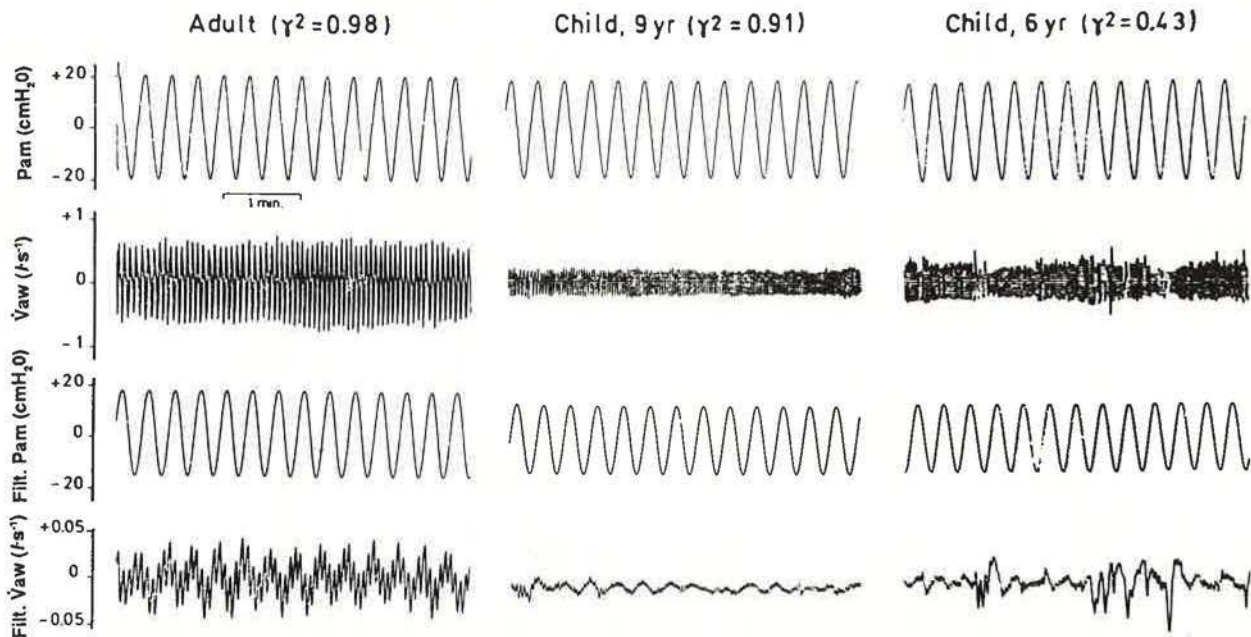 Adult (γ²=0.98)
Child, 9 yr (γ²=0.91)
Child, 6 yr (γ²=0.43)
Pam (cmH₂0)
+20
0
-20
1 min.
V̇aw (l·s⁻¹)
+1
0
-1
Filt. Pam (cmH₂0)
+20
0
-20
Filt. V̇aw (l·s⁻¹)
+0.05
0
-0.05